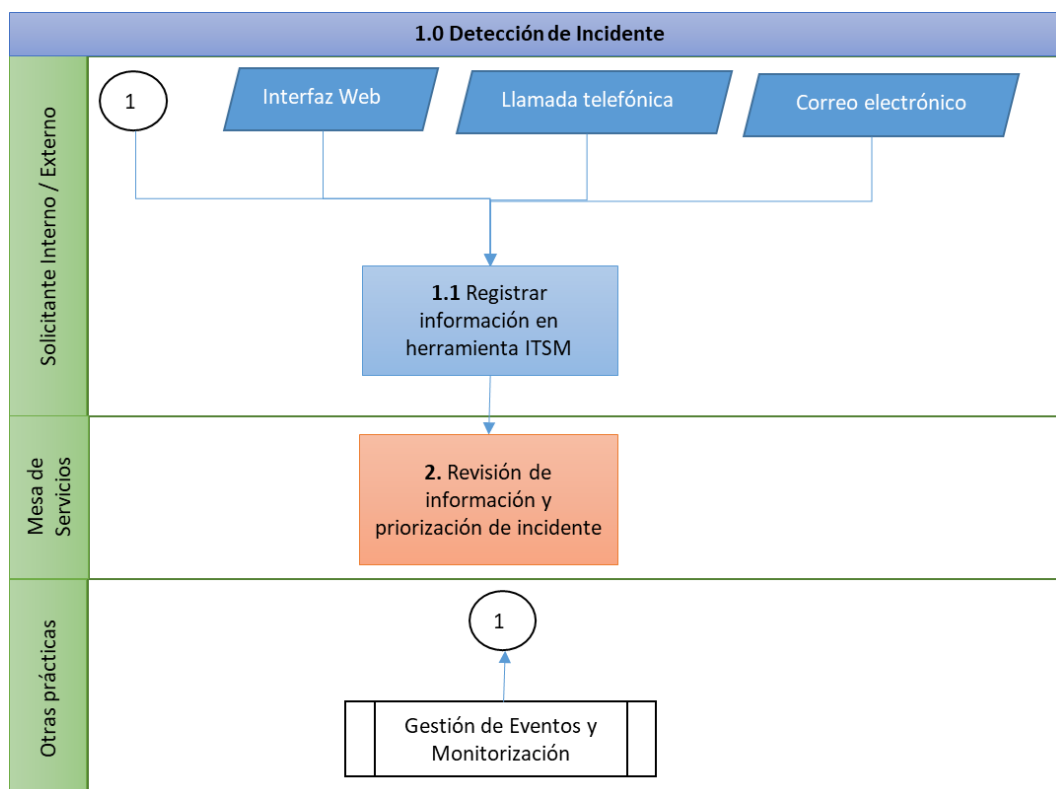 1.0 Detección de Incidente
Solicitante Interno / Externo
1
Interfaz Web
Llamada telefónica
Correo electrónico
1.1 Registrar
información en
herramienta ITSM
Mesa de
Servicios
2. Revisión de
información y
priorización de incidente
Otras prácticas
1
Gestión de Eventos y
Monitorización